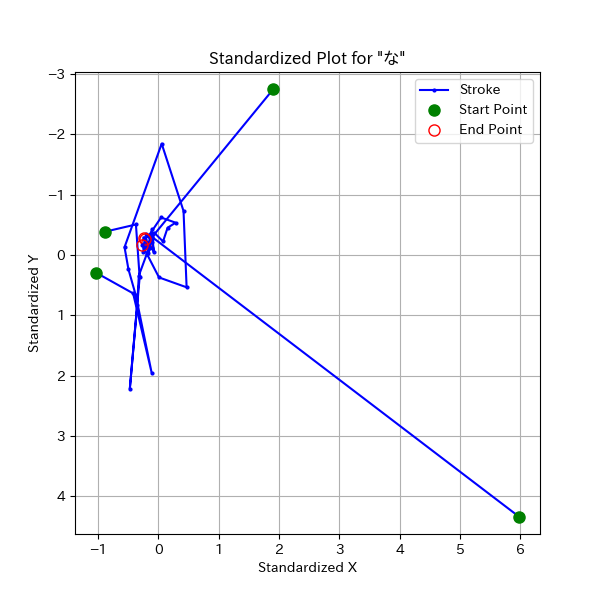 Standardized Plot for "な"
Stroke
Start Point
End Point
−3
−2
−1
0
1
2
3
4
Standardized Y
−1 0 1 2 3 4 5 6
Standardized X